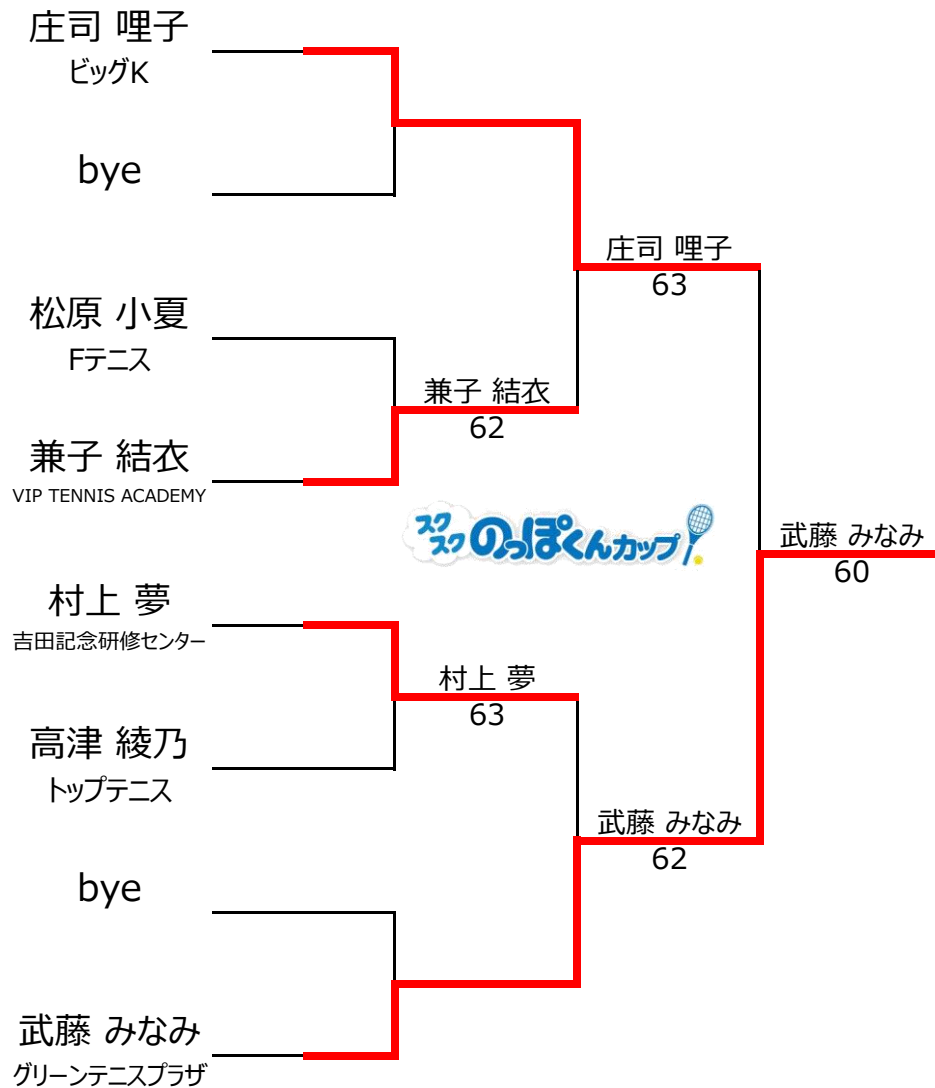 庄司 哩子
ビッグK
bye
庄司 哩子
63
松原 小夏
Fテニス
兼子 結衣
62
兼子 結衣
VIP TENNIS ACADEMY
スクスク のっぽくんカップ
武藤 みなみ
60
村上 夢
吉田記念研修センター
村上 夢
63
高津 綾乃
トップテニス
武藤 みなみ
62
bye
武藤 みなみ
グリーンテニスプラザ